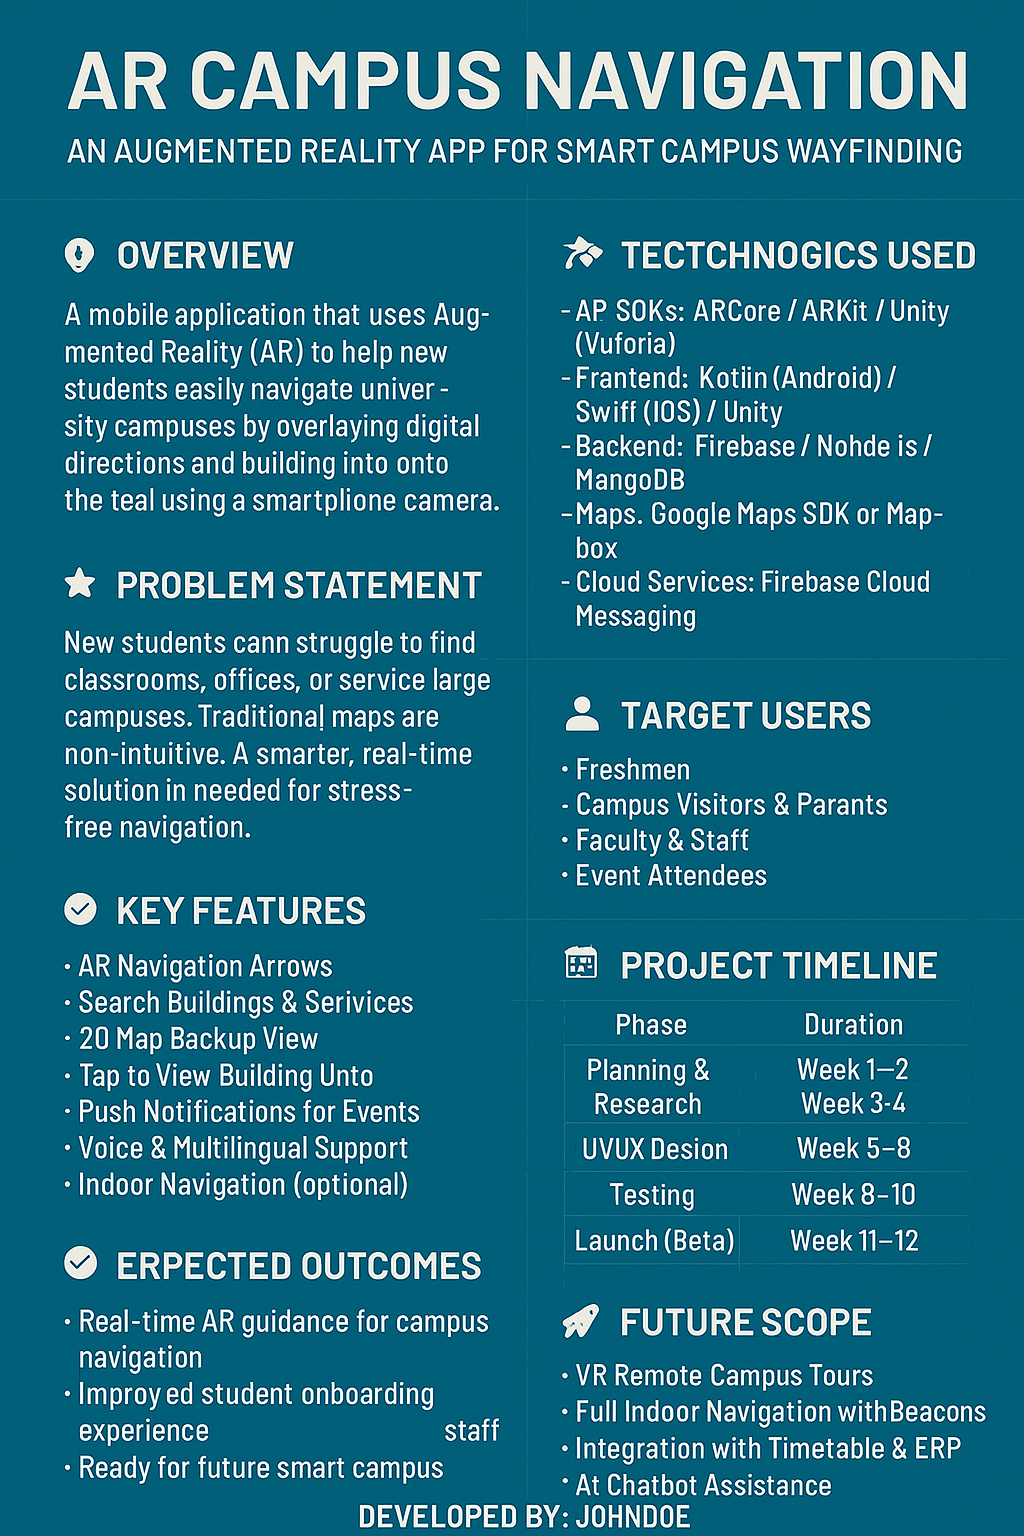 AR CAMPUS NAVIGATION
AN AUGMENTED REALITY APP FOR SMART CAMPUS WAYFINDING
OVERVIEW
A mobile application that uses Aug-
mented Reality (AR) to help new
students easily navigate univer -
sity campuses by overlaying digital
directions and building into onto
the teal using a smartplione camera.
PROBLEM STATEMENT
New students cann struggle to find
classrooms, offices, or service large
campuses. Traditional maps are
non-intuitive. A smarter, real-time
solution in needed for stress-
free navigation.
KEY FEATURES
· AR Navigation Arrows
· Search Buildings & Serivices
· 20 Map Backup View
· Tap to View Building Unto
· Push Notifications for Events
· Voice & Multilingual Support
· Indoor Navigation (optional)
ERPECTED OUTCOMES
· Real-time AR guidance for campus
navigation
· Improy ed student onboarding
experience staff
· Ready for future smart campus
TECTCHNOGICS USED
- AP SOKs: ARCore / ARKit / Unity
(Vuforia)
- Frantend: Kotlin (Android) /
Swiff (IOS) / Unity
- Backend: Firebase / Nohde is /
MangoDB
- Maps. Google Maps SDK or Map-
box
- Cloud Services: Firebase Cloud
Messaging
TARGET USERS
· Freshmen
- Campus Visitors & Parants
· Faculty & Staff
· Event Attendees
PROJECT TIMELINE
Phase Duration
Planning & Week 1–2
Research Week 3-4
UVUX Desion Week 5–8
Testing Week 8–10
Launch (Beta) Week 11–12
FUTURE SCOPE
· VR Remote Campus Tours
· Full Indoor Navigation withBeacons
· Integration with Timetable & ERP
· At Chatbot Assistance
DEVELOPED BY: JOHNDOE